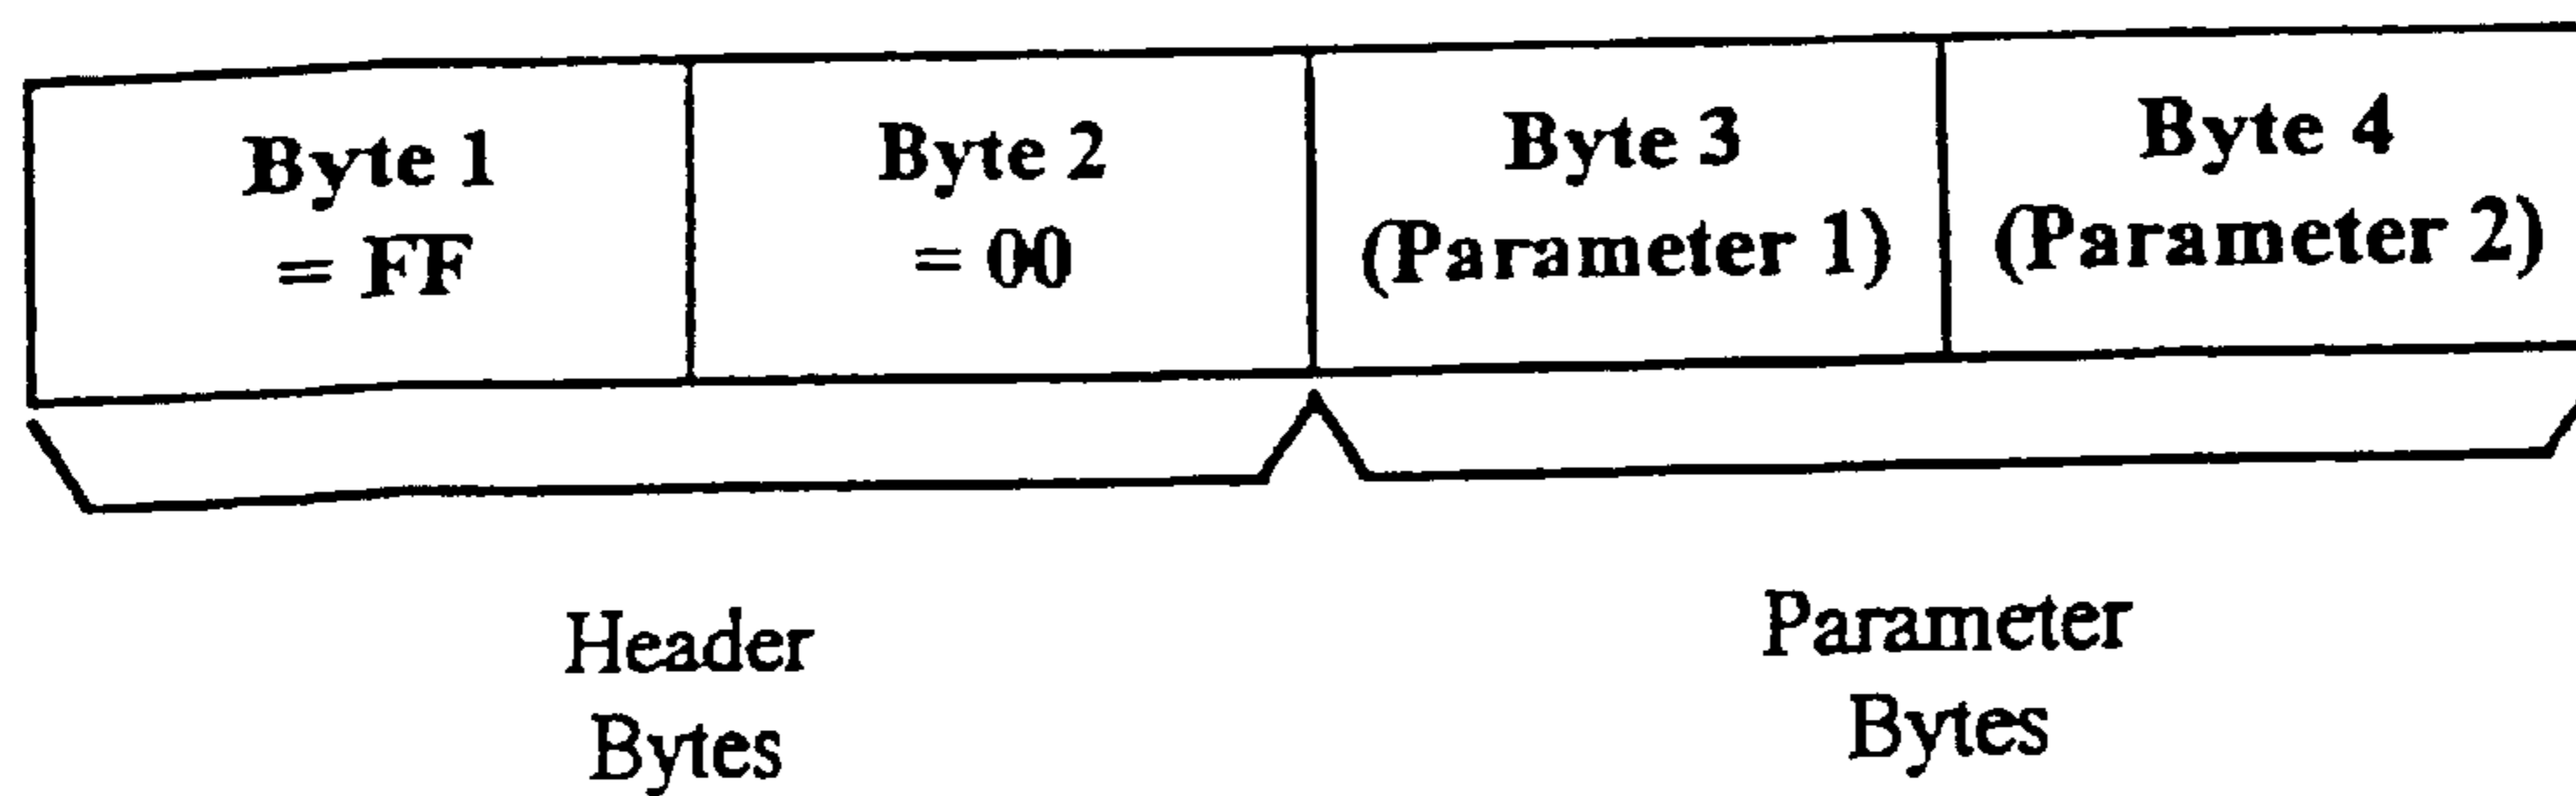 Byte 1
= FF
Byte 2
= 00
Byte 3
(Parameter 1)
Byte 4
(Parameter 2)
Header
Bytes
Parameter
Bytes